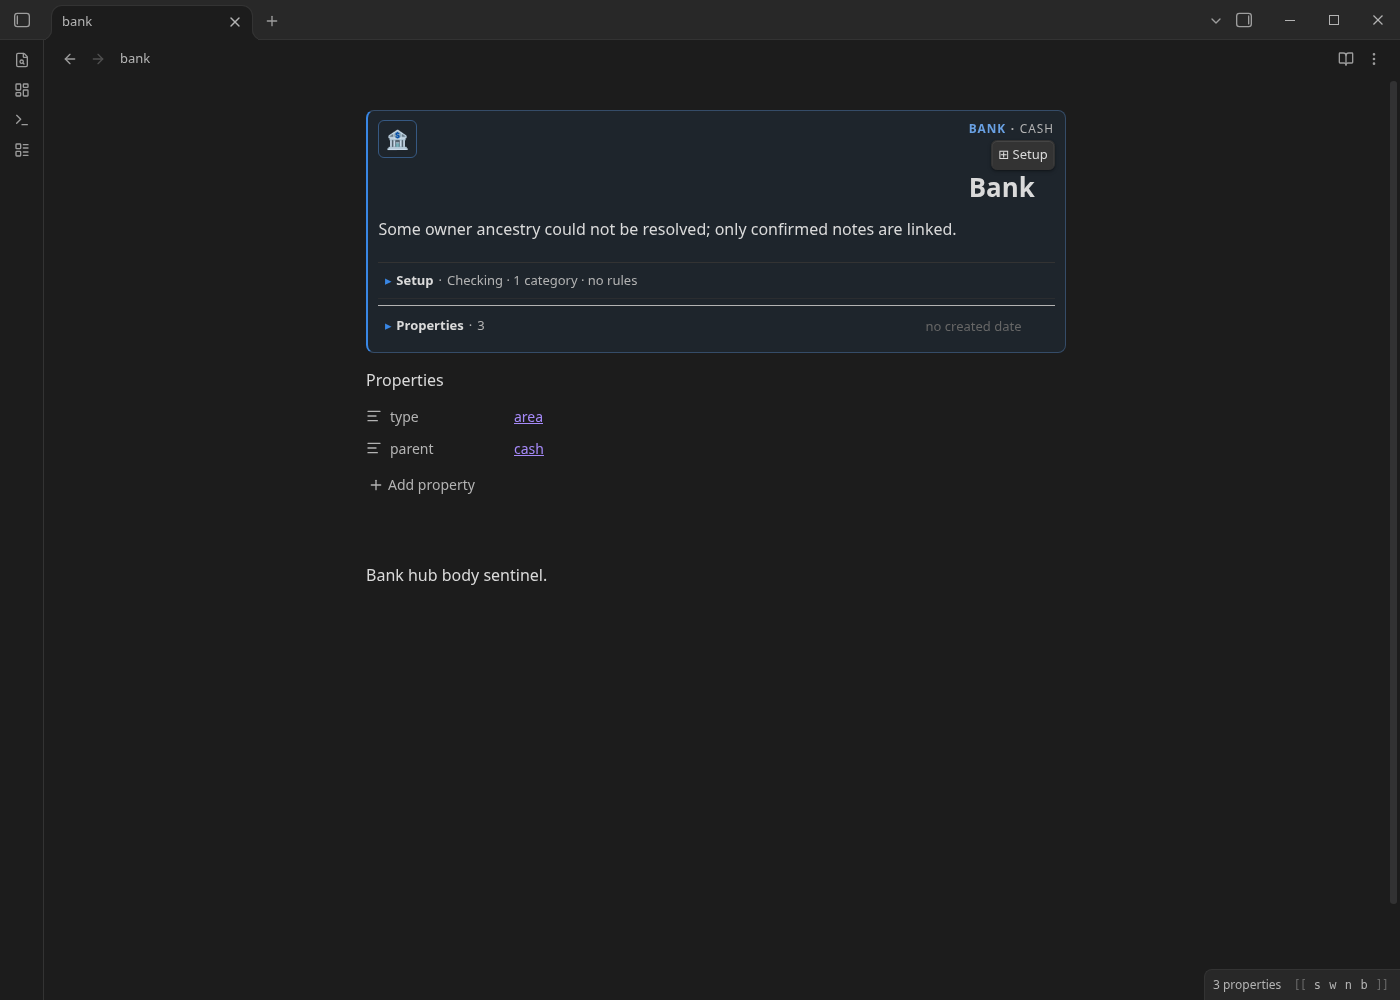 bank
bank
BANK · CASH
⊞ Setup
Bank
Some owner ancestry could not be resolved; only confirmed notes are linked.
▸ Setup · Checking · 1 category · no rules
▸ Properties · 3
no created date
Properties
type area
parent cash
+ Add property
Bank hub body sentinel.
3 properties [[ s w n b ]]